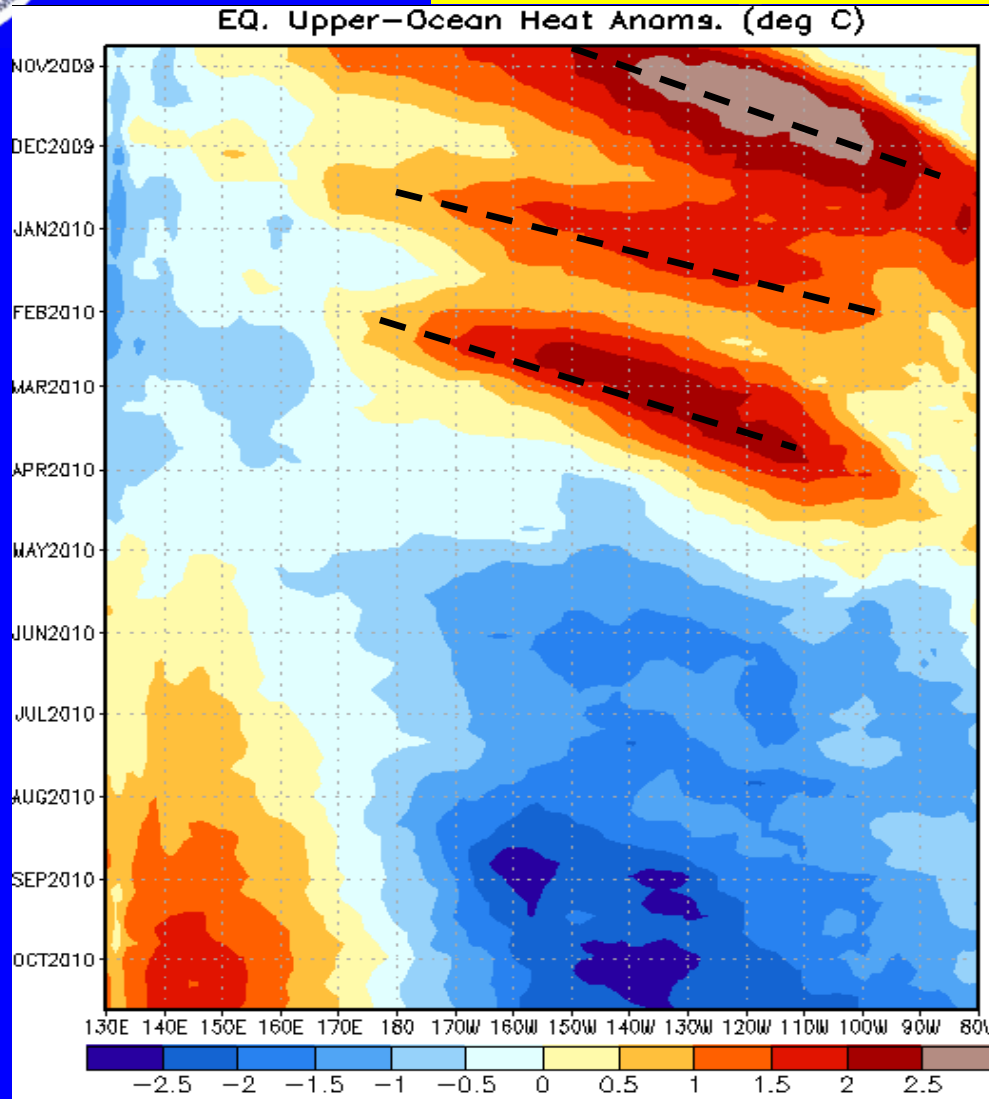 EQ. Upper-Ocean Heat Anoms. (deg C)
NOV2009
DEC2009
JAN2010
FEB2010
MAR2010
APR2010
MAY2010
JUN2010
JUL2010
AUG2010
SEP2010
OCT2010
130E 140E 150E 160E 170E 180 170W 160W 150W 140W 130W 120W 110W 100W 90W 80W
-2.5 -2 -1.5 -1 -0.5 0 0.5 1 1.5 2 2.5